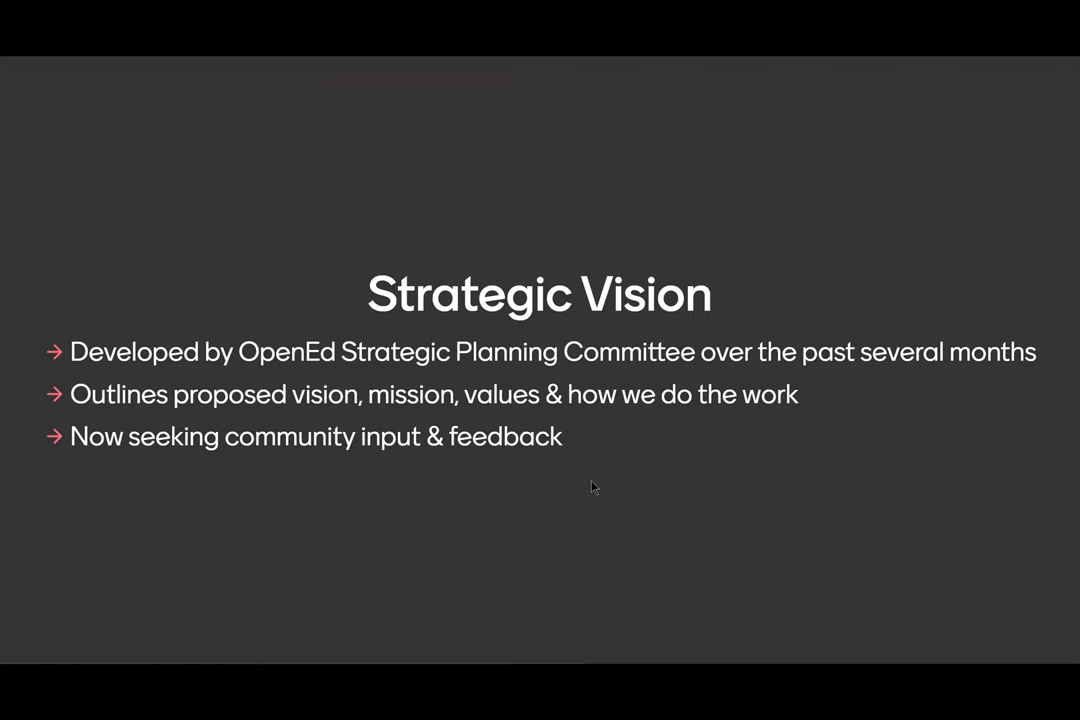 Strategic Vision
→ Developed by OpenEd Strategic Planning Committee over the past several months
→ Outlines proposed vision, mission, values & how we do the work
→ Now seeking community input & feedback